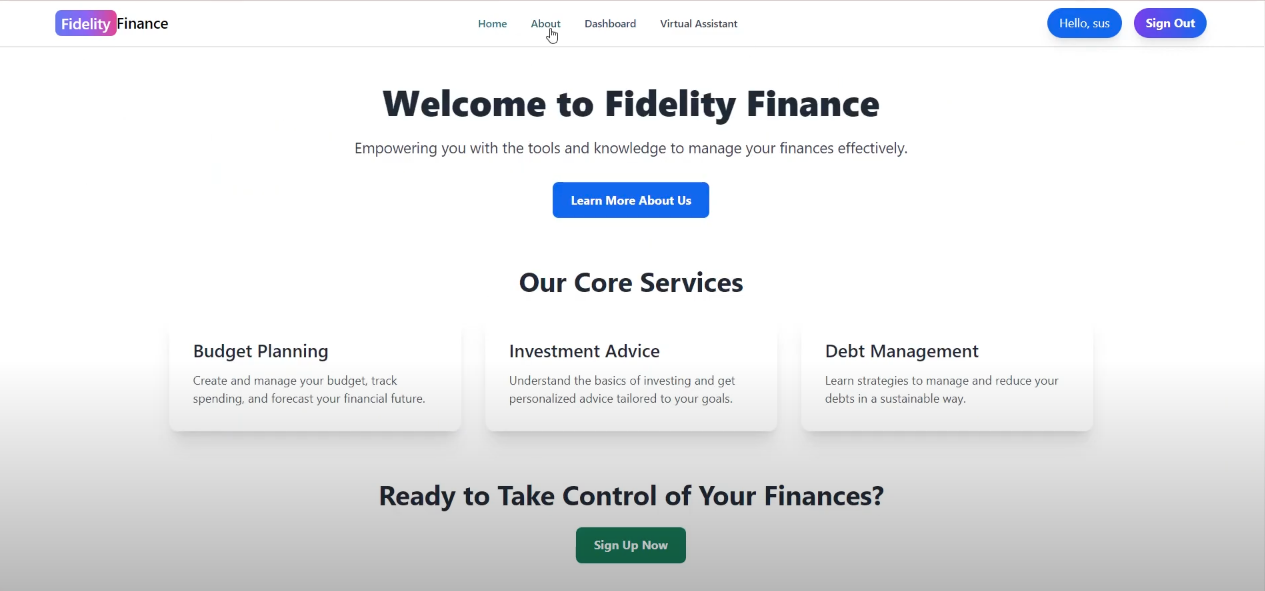 Fidelity Finance
Home About Dashboard Virtual Assistant
Hello, sus
Sign Out
Welcome to Fidelity Finance
Empowering you with the tools and knowledge to manage your finances effectively.
Learn More About Us
Our Core Services
Budget Planning
Create and manage your budget, track
spending, and forecast your financial future.
Investment Advice
Understand the basics of investing and get
personalized advice tailored to your goals.
Debt Management
Learn strategies to manage and reduce your
debts in a sustainable way.
Ready to Take Control of Your Finances?
Sign Up Now